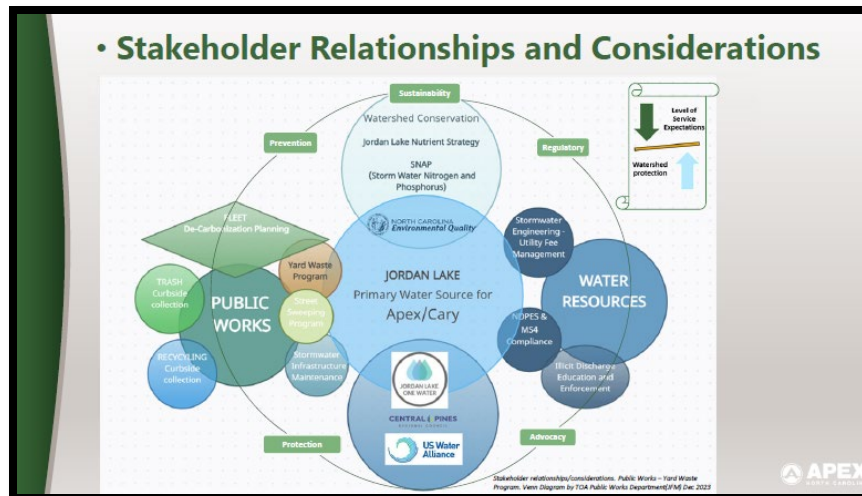 • Stakeholder Relationships and Considerations
Sustainability
Watershed Conservation
Jordan Lake Nutrient Strategy
SNAP
(Storm Water Nitrogen and
Phosphorus)
Prevention
Regulatory
Level of
Service
Expectations
Watershed
protection
NORTH CAROLINA
Environmental Quality
FLEET
De-Carbonization Planning
Yard Waste
Program
TRASH
Curbside
collection
PUBLIC
WORKS
Street
Sweeping
Program
RECYCLING
Curbside
collection
Stormwater
Infrastructure
Maintenance
JORDAN LAKE
Primary Water Source for
Apex/Cary
Stormwater
Engineering -
Utility Fee
Management
WATER
RESOURCES
NDPES &
MS4
Compliance
Illicit Discharge
Education and
Enforcement
JORDAN LAKE
ONE WATER
CENTRAL PINES
REGIONAL COUNCIL
US Water
Alliance
Protection
Advocacy
Stakeholder relationships/considerations. Public Works – Yard Waste
Program. Venn Diagram by TOA Public Works Department(JFM) Dec 2023
APEX
NORTH CAROLINA